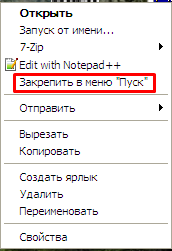 Открыть
Запуск от имени...
7-Zip
Edit with Notepad++
Закрепить в меню "Пуск"
Отправить
Вырезать
Копировать
Создать ярлык
Удалить
Переименовать
Свойства